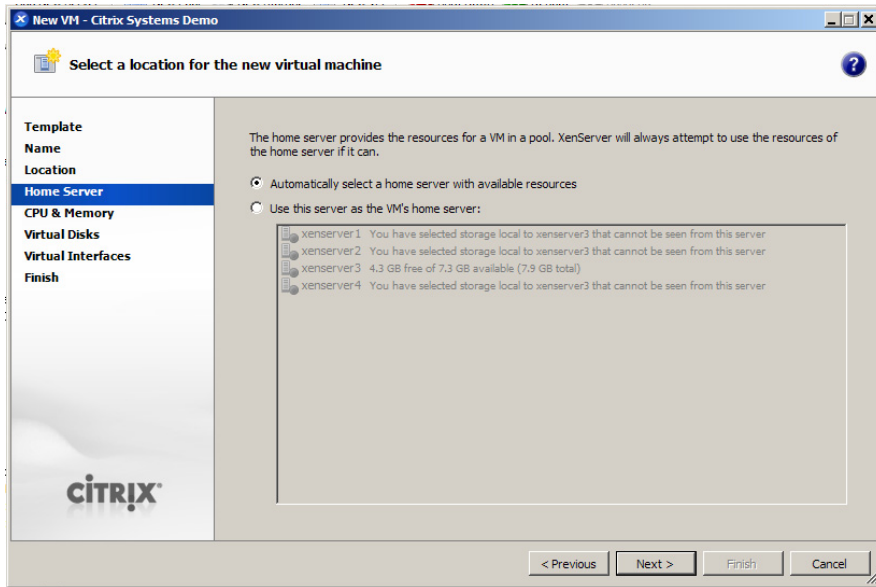 New VM - Citrix Systems Demo
Select a location for the new virtual machine
?
Template
Name
Location
Home Server
CPU & Memory
Virtual Disks
Virtual Interfaces
Finish
CİTRIX
The home server provides the resources for a VM in a pool. XenServer will always attempt to use the resources of
the home server if it can.
Automatically select a home server with available resources
Use this server as the VM's home server:
xenserver1 You have selected storage local to xenserver3 that cannot be seen from this server
xenserver2 You have selected storage local to xenserver3 that cannot be seen from this server
xenserver3 4.3 GB free of 7.3 GB available (7.9 GB total)
xenserver4 You have selected storage local to xenserver3 that cannot be seen from this server
< Previous
Next >
Finish
Cancel